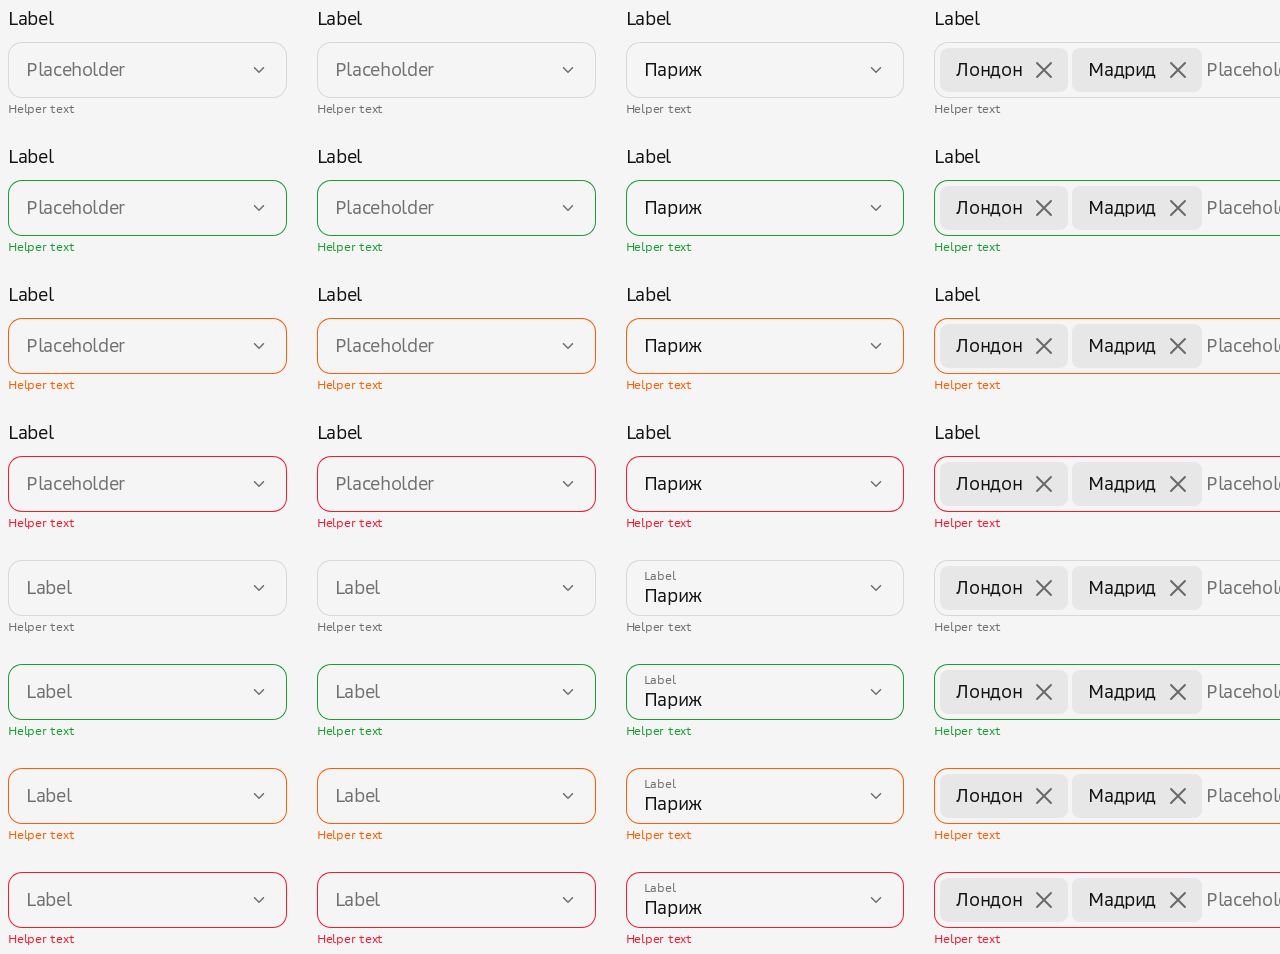 Label Label Label Label
Placeholder Placeholder Париж Лондон Мадрид Placehol
Helper text Helper text Helper text Helper text
Label Label Label Label
Placeholder Placeholder Париж Лондон Мадрид Placehol
Helper text Helper text Helper text Helper text
Label Label Label Label
Placeholder Placeholder Париж Лондон Мадрид Placehol
Helper text Helper text Helper text Helper text
Label Label Label Label
Placeholder Placeholder Париж Лондон Мадрид Placehol
Helper text Helper text Helper text Helper text
Label
Label Label Париж Лондон Мадрид Placehol
Helper text Helper text Helper text Helper text
Label
Label Label Париж Лондон Мадрид Placehol
Helper text Helper text Helper text Helper text
Label
Label Label Париж Лондон Мадрид Placehol
Helper text Helper text Helper text Helper text
Label
Label Label Париж Лондон Мадрид Placehol
Helper text Helper text Helper text Helper text